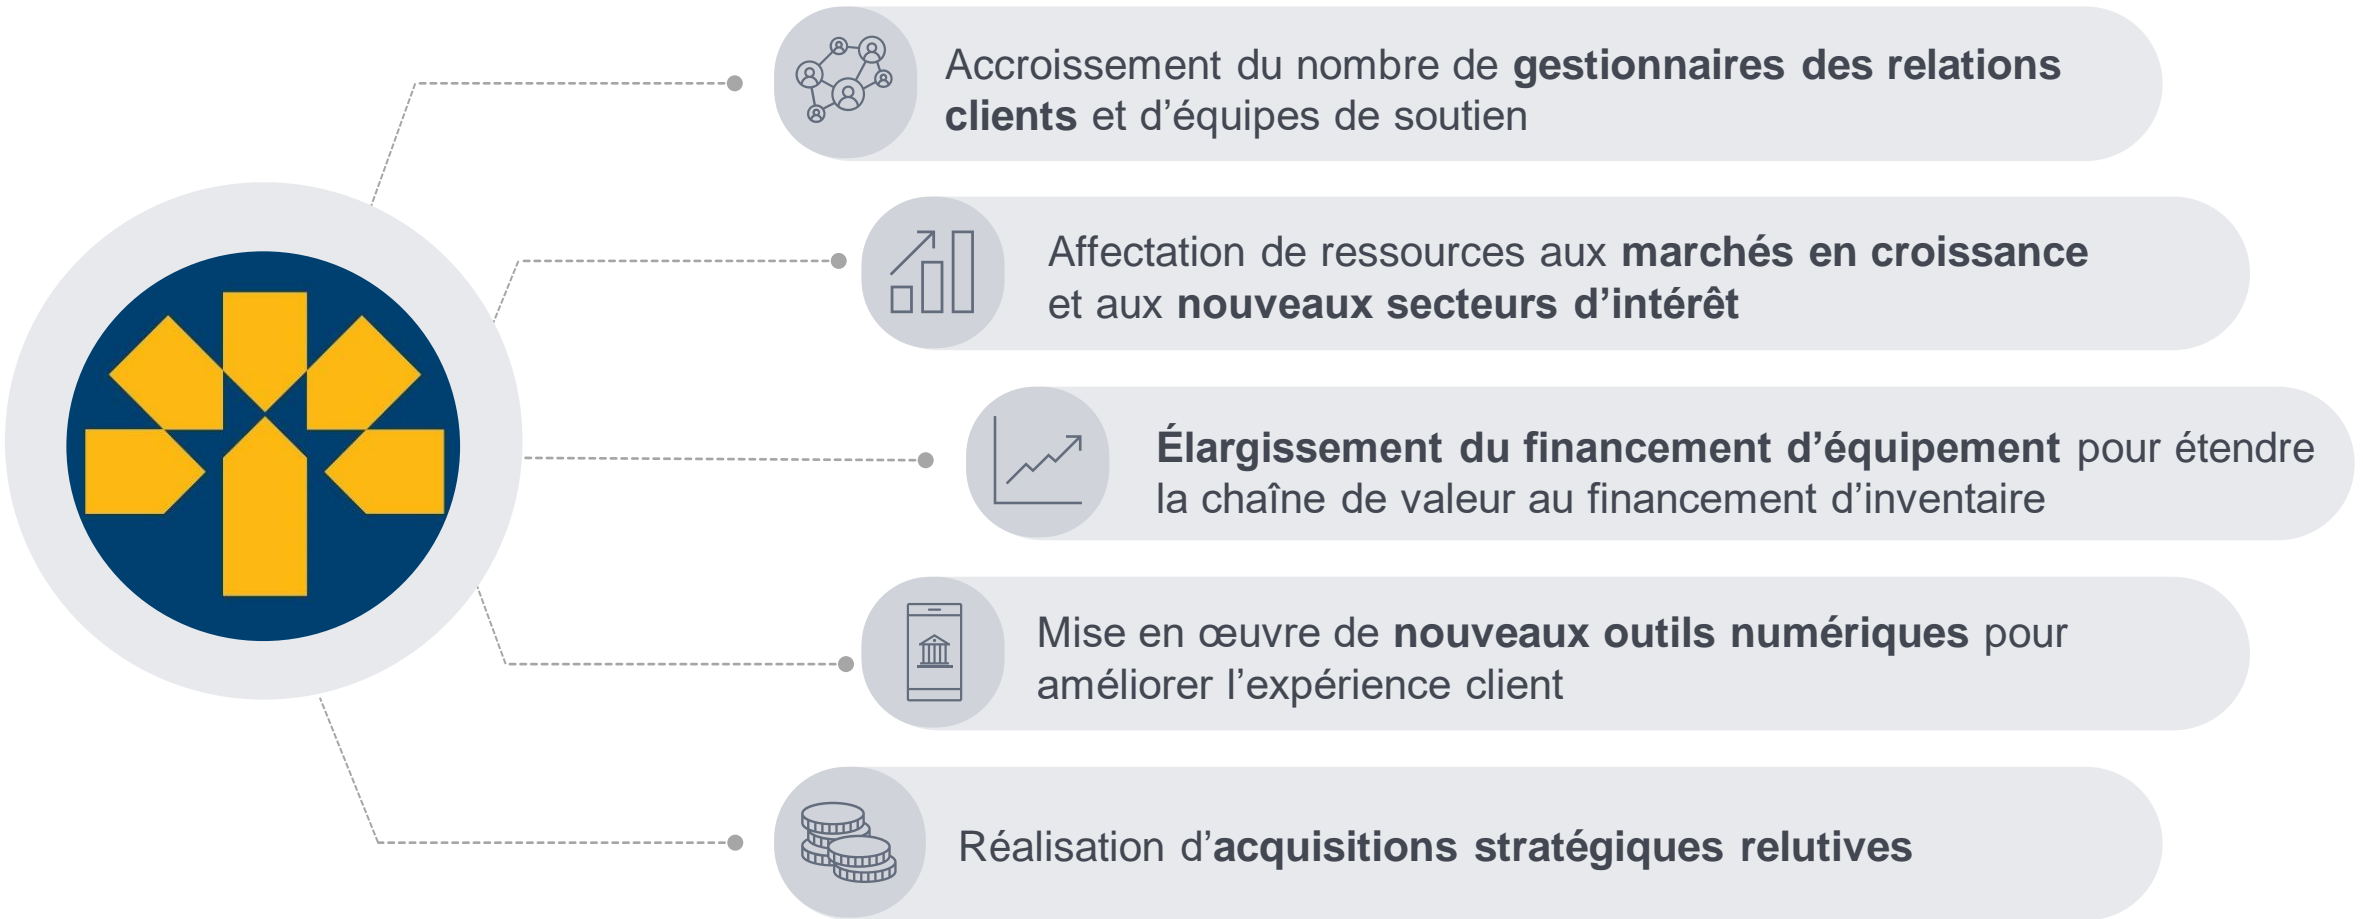 Accroissement du nombre de gestionnaires des relations
clients et d’équipes de soutien
Affectation de ressources aux marchés en croissance
et aux nouveaux secteurs d’intérêt
Élargissement du financement d’équipement pour étendre
la chaîne de valeur au financement d’inventaire
Mise en œuvre de nouveaux outils numériques pour
améliorer l’expérience client
Réalisation d’acquisitions stratégiques relutives